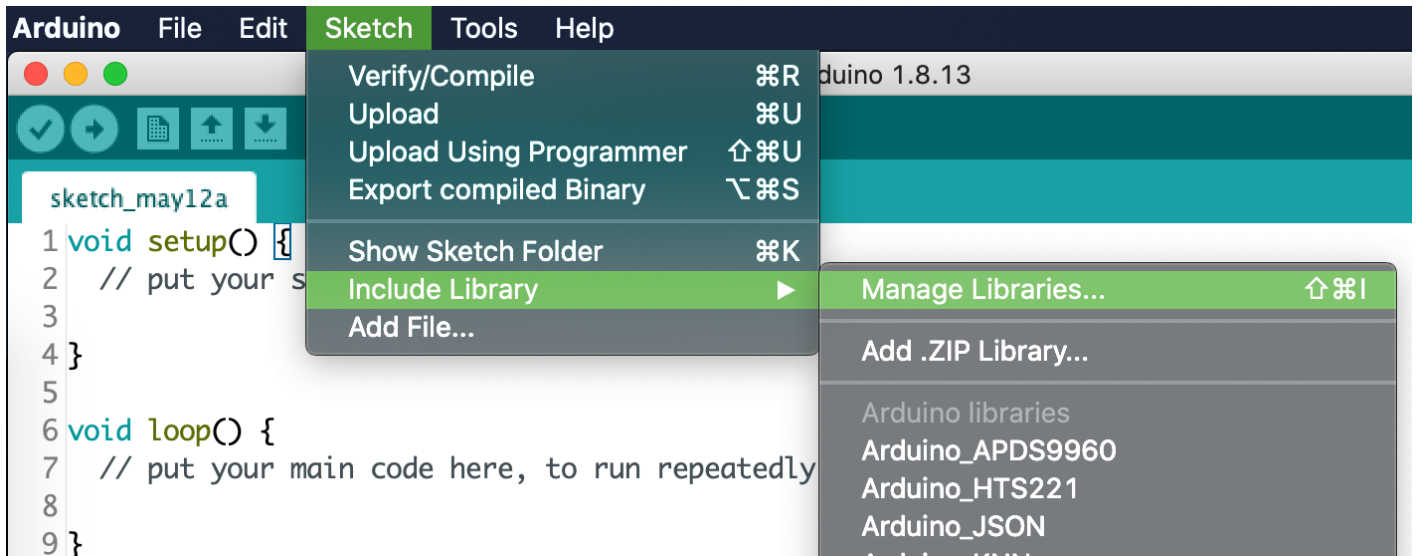 Arduino File Edit Sketch Tools Help
duino 1.8.13
Verify/Compile ⌘R
Upload ⌘U
Upload Using Programmer ⇧⌘U
Export compiled Binary ⌥⌘S
Show Sketch Folder ⌘K
Include Library ▶
Add File...
Manage Libraries... ⇧⌘I
Add .ZIP Library...
Arduino libraries
Arduino_APDS9960
Arduino_HTS221
Arduino_JSON
sketch_may12a
1 void setup() {
2 // put your s
3
4 }
5
6 void loop() {
7 // put your main code here, to run repeatedly
8
9 }